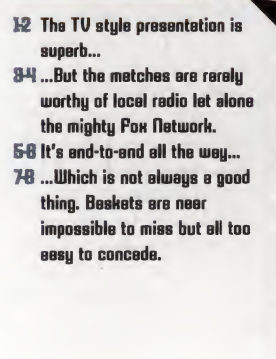 1-2 The TV style presentation is
superb...
3-4 ...But the matches are rarely
worthy of local radio let alone
the mighty Fox Network.
5-6 It's end-to-end all the way...
7-8 ...Which is not always a good
thing. Baskets are near
impossible to miss but all too
easy to concede.